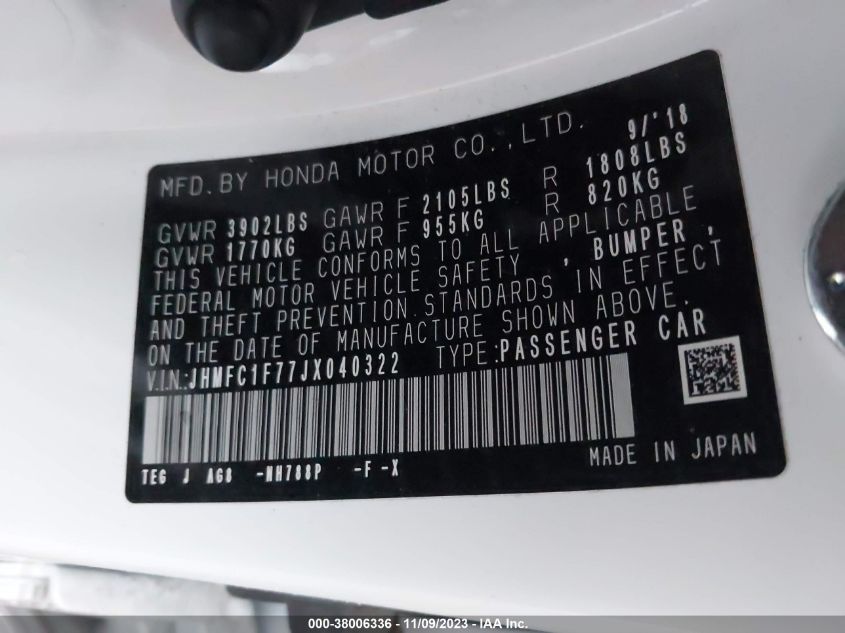 MFD. BY HONDA MOTOR CO., LTD. 9/'18
GVWR 3902LBS GAWR F 2105LBS R 1808LBS
GVWR 1770KG GAWR F 955KG R 820KG
THIS VEHICLE CONFORMS TO ALL APPLICABLE
FEDERAL MOTOR VEHICLE SAFETY , BUMPER ,
AND THEFT PREVENTION STANDARDS IN EFFECT
ON THE DATE OF MANUFACTURE SHOWN ABOVE.
V.I.N.:JHMFC1F77JX040322 TYPE:PASSENGER CAR
MADE IN JAPAN
TEG J AG8 -NH788P -F -X
000-38006336 - 11/09/2023 - IAA Inc.